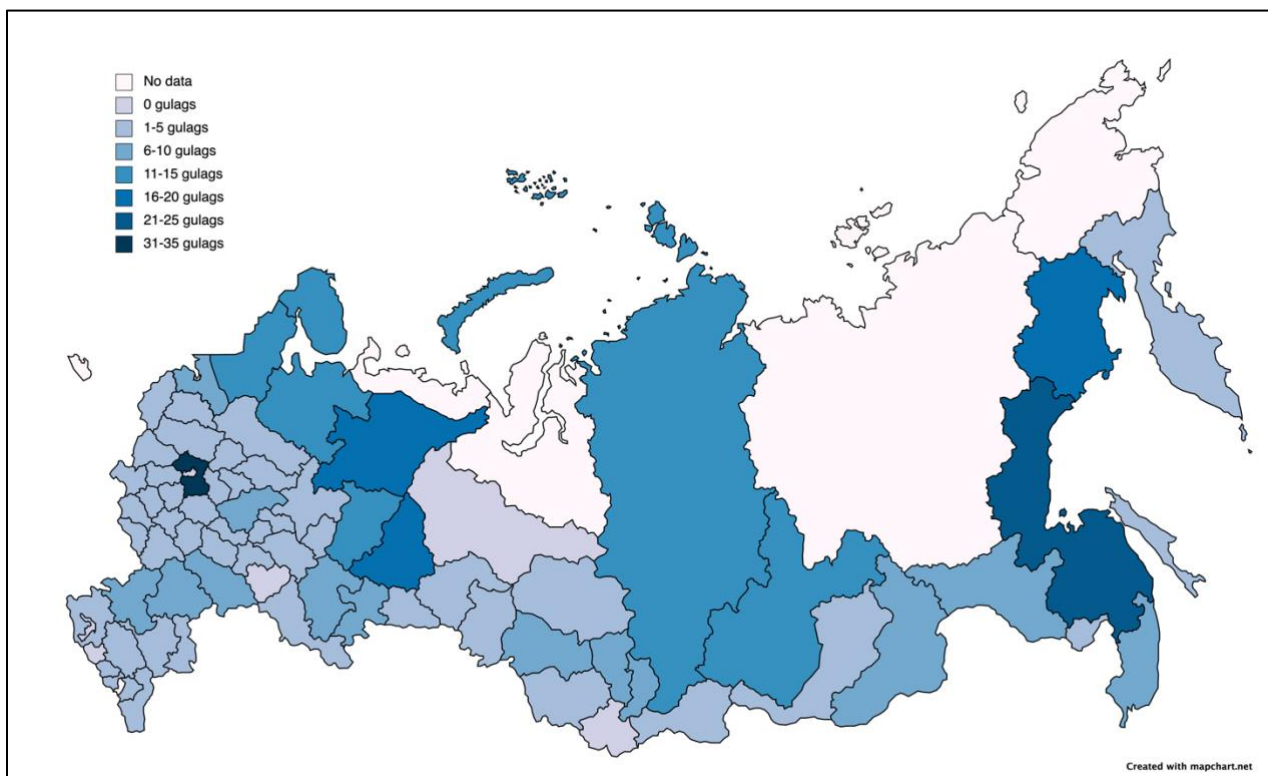 No data
0 gulags
1-5 gulags
6-10 gulags
11-15 gulags
16-20 gulags
21-25 gulags
31-35 gulags
Created with mapchart.net